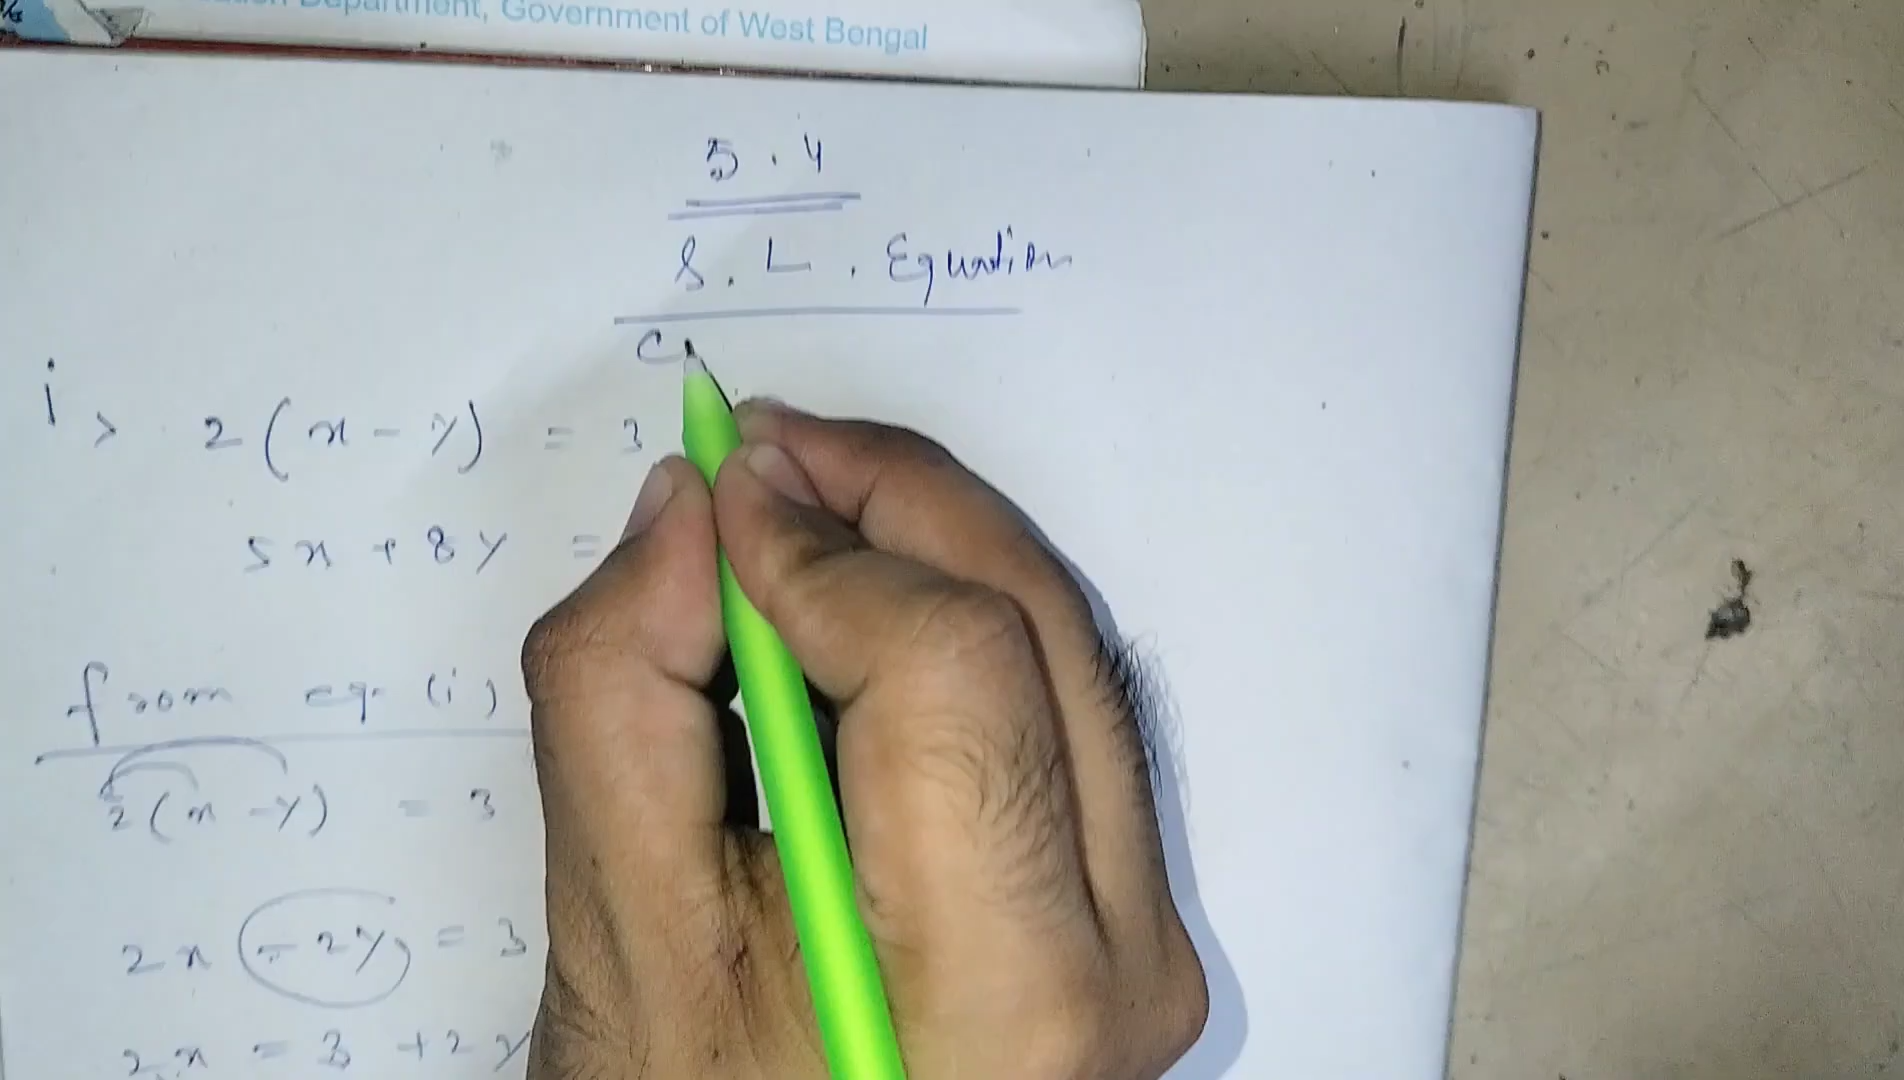 Department, Government of West Bengal
5.4
S. L. Equation
C
i> 2(x - y) = 3
5x + 8y =
from eq. (i)
2(x - y) = 3
2x - 2y = 3
2x = 3 + 2y